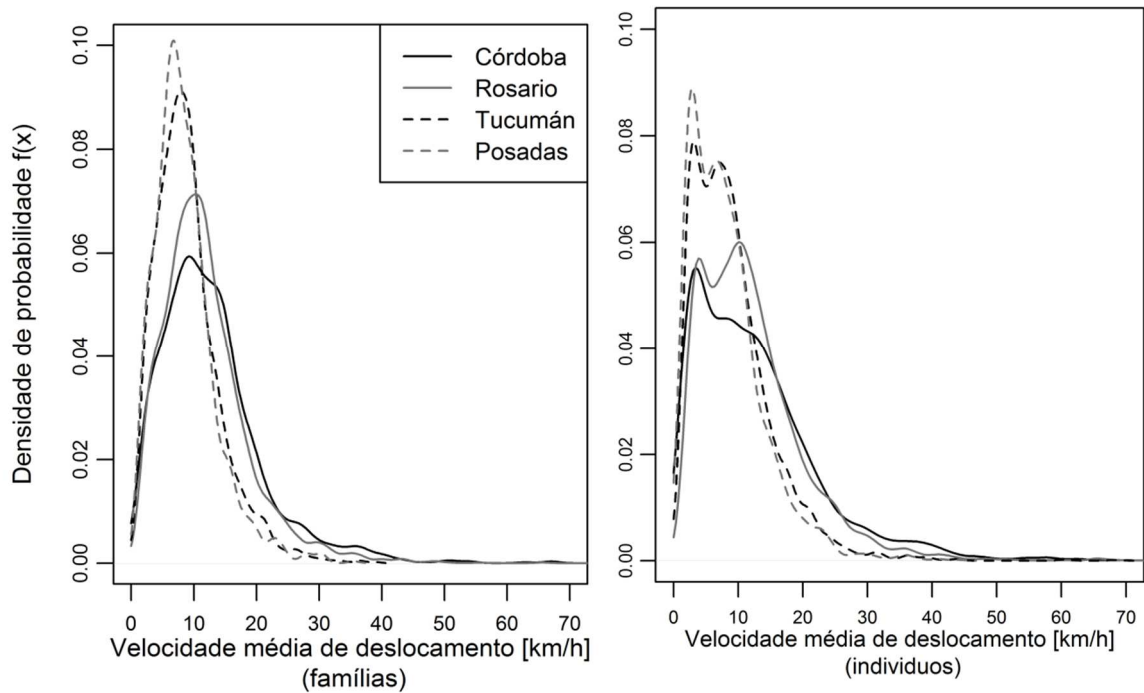 Densidade de probabilidade f(x)
0.00
0.02
0.04
0.06
0.08
0.10
Córdoba
Rosario
Tucumán
Posadas
0 10 20 30 40 50 60 70
Velocidade média de deslocamento [km/h]
(famílias)
0.00
0.02
0.04
0.06
0.08
0.10
0 10 20 30 40 50 60 70
Velocidade média de deslocamento [km/h]
(individuos)